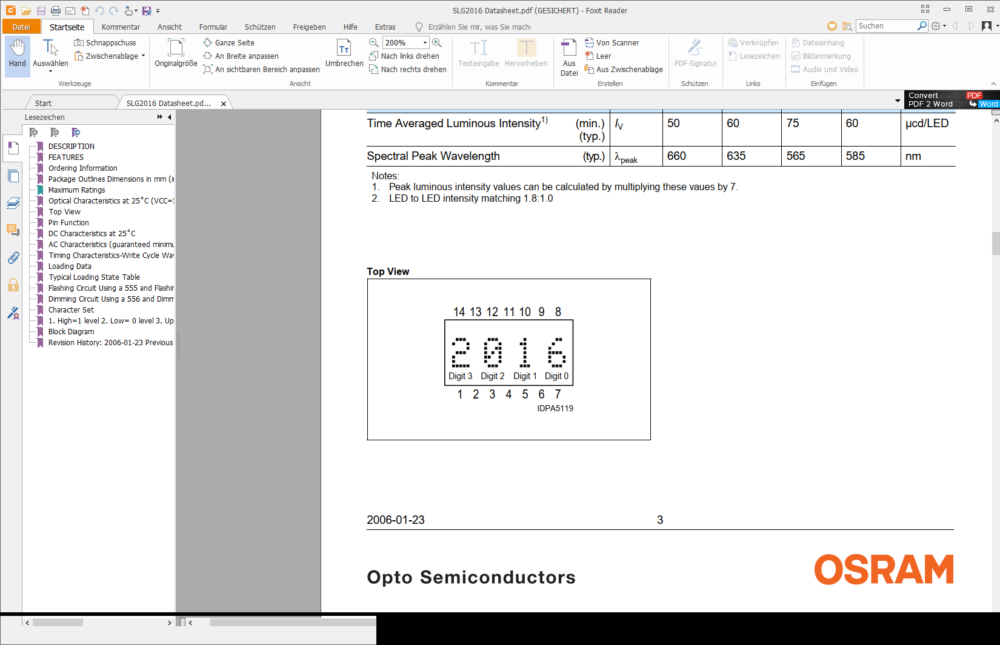 SLG2016 Datasheet.pdf (GESICHERT) - Foxit Reader
Datei Startseite Kommentar Ansicht Formular Schützen Freigeben Hilfe Extras Erzählen Sie mir, was Sie mach Suchen
Hand
Auswählen
Schnappschuss
Zwischenablage
Werkzeuge
Originalgröße
Ganze Seite
An Breite anpassen
An sichtbaren Bereich anpassen
Umbrechen
200%
Nach links drehen
Nach rechts drehen
Ansicht
Texteingabe
Hervorheben
Kommentar
Aus
Datei
Von Scanner
Leer
Aus Zwischenablage
Erstellen
PDF-Signatur
Schützen
Verknüpfen
Lesezeichen
Links
Dateianhang
Bildanmerkung
Audio und Video
Einfügen
Start
SLG2016 Datasheet.pd...
Convert PDF
PDF 2 Word Word
Lesezeichen
DESCRIPTION
FEATURES
Ordering Information
Package Outlines Dimensions in mm (i
Maximum Ratings
Optical Characteristics at 25°C (VCC=
Top View
Pin Function
DC Characteristics at 25°C
AC Characteristics (guaranteed minimu
Timing Characteristics-Write Cycle Wa
Loading Data
Typical Loading State Table
Flashing Circuit Using a 555 and Flashir
Dimming Circuit Using a 556 and Dimm
Character Set
1. High=1 level 2. Low= 0 level 3. Up
Block Diagram
Revision History: 2006-01-23 Previous
Time Averaged Luminous Intensity1) (min.) IV 50 60 75 60 µcd/LED
(typ.)
Spectral Peak Wavelength (typ.) λpeak 660 635 565 585 nm
Notes:
1. Peak luminous intensity values can be calculated by multiplying these vaues by 7.
2. LED to LED intensity matching 1.8:1.0
Top View
14 13 12 11 10 9 8
2 0 1 6
Digit 3 Digit 2 Digit 1 Digit 0
1 2 3 4 5 6 7
IDPA5119
2006-01-23 3
Opto Semiconductors
OSRAM